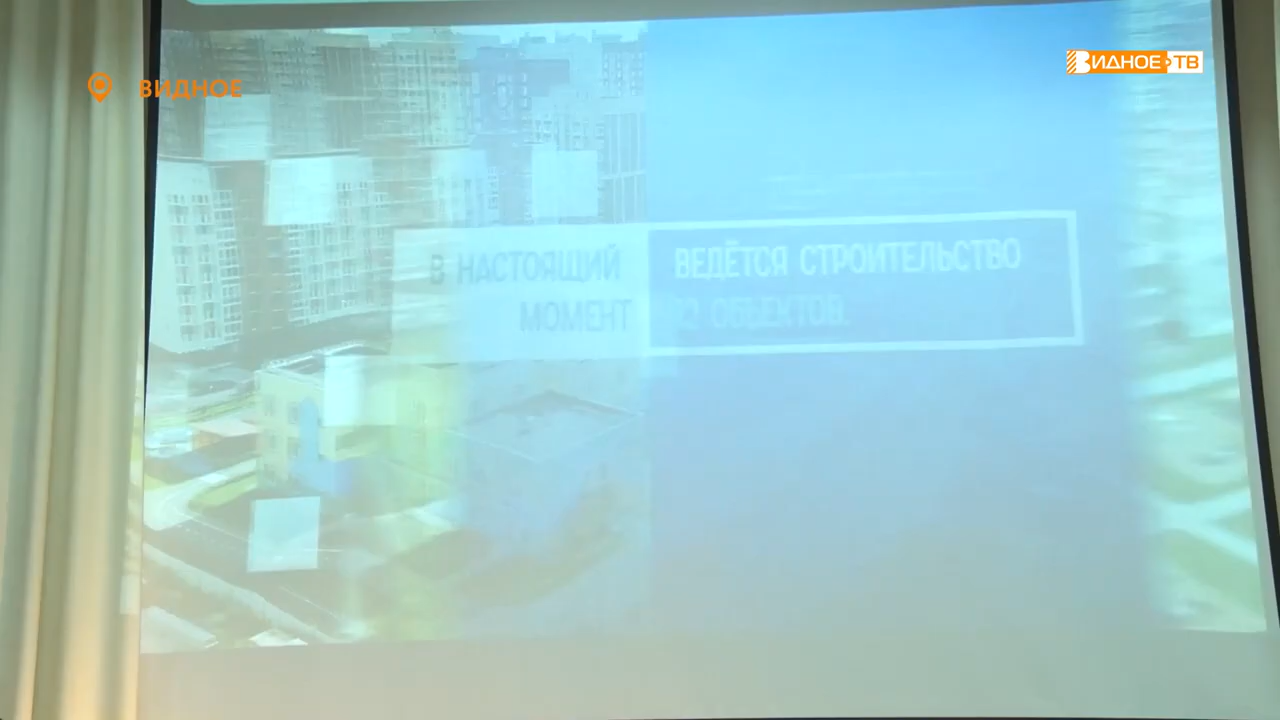 ВИДНОЕ
ВИДНОЕ ТВ
В НАСТОЯЩИЙ
МОМЕНТ
ВЕДЁТСЯ СТРОИТЕЛЬСТВО
ОБЪЕКТОВ.